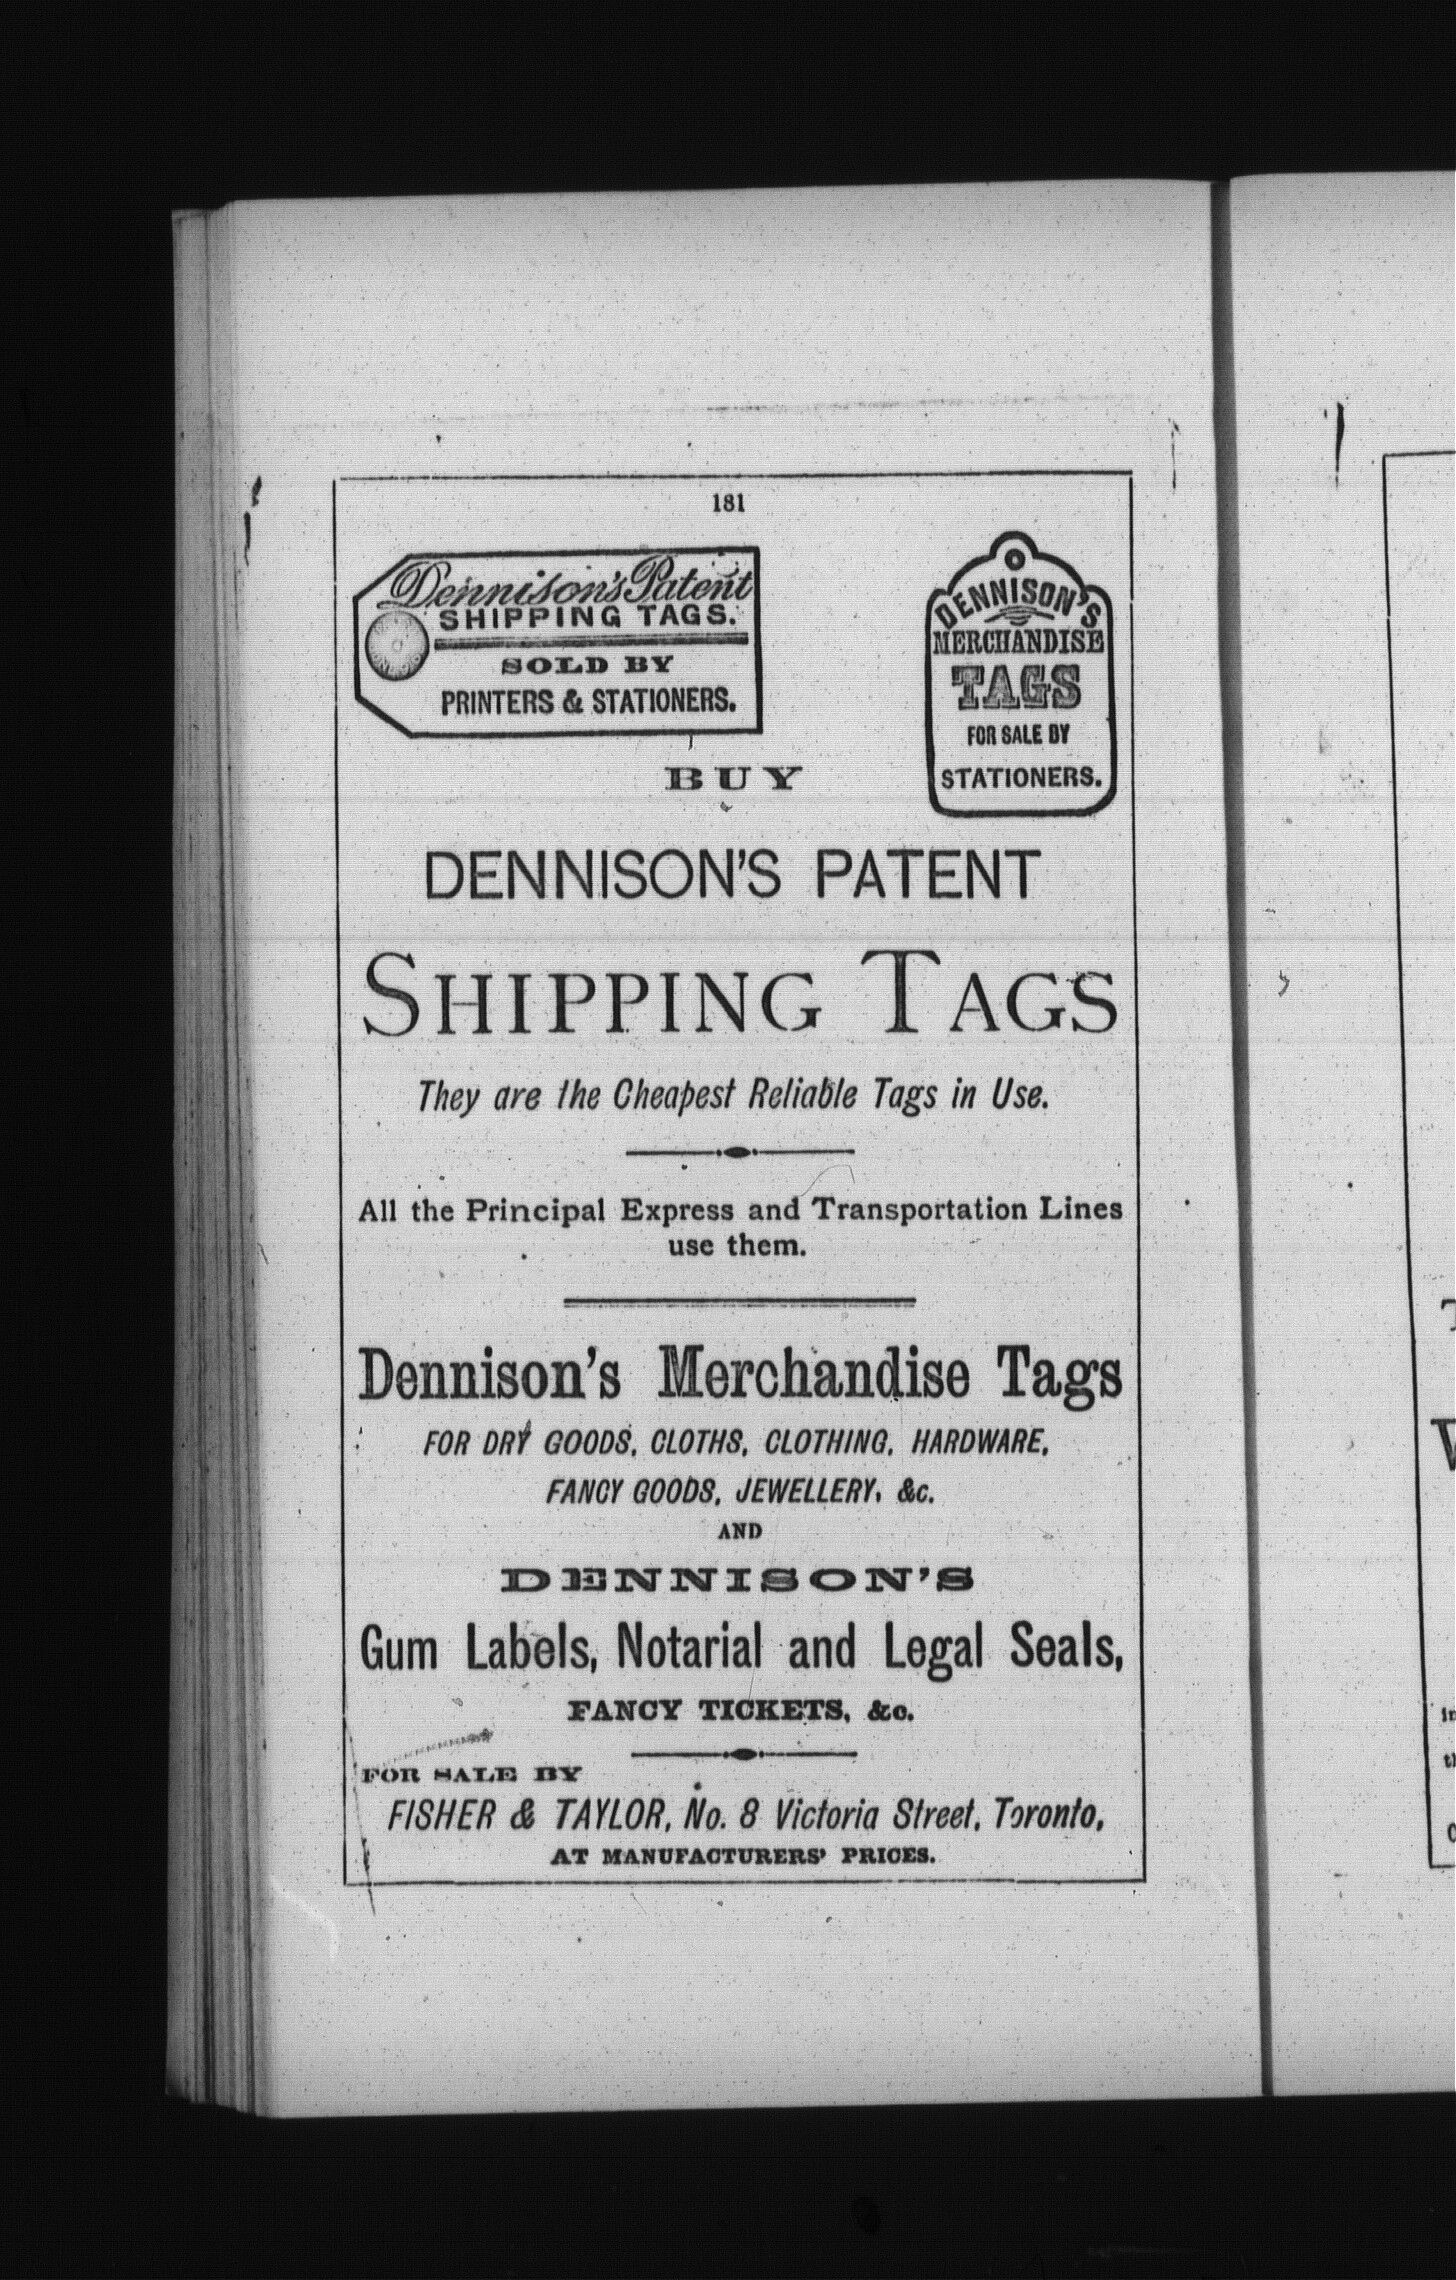 181
Dennison's Patent
SHIPPING TAGS.
SOLD BY
PRINTERS & STATIONERS.
DENNISON'S
MERCHANDISE
TAGS
FOR SALE BY
STATIONERS.
BUY
DENNISON'S PATENT
SHIPPING TAGS
They are the Cheapest Reliable Tags in Use.
All the Principal Express and Transportation Lines
use them.
Dennison's Merchandise Tags
FOR DRY GOODS, CLOTHS, CLOTHING, HARDWARE,
FANCY GOODS, JEWELLERY, &c.
AND
DENNISON'S
Gum Labels, Notarial and Legal Seals,
FANCY TICKETS, &c.
FOR SALE BY
FISHER & TAYLOR, No. 8 Victoria Street, Toronto,
AT MANUFACTURERS' PRICES.